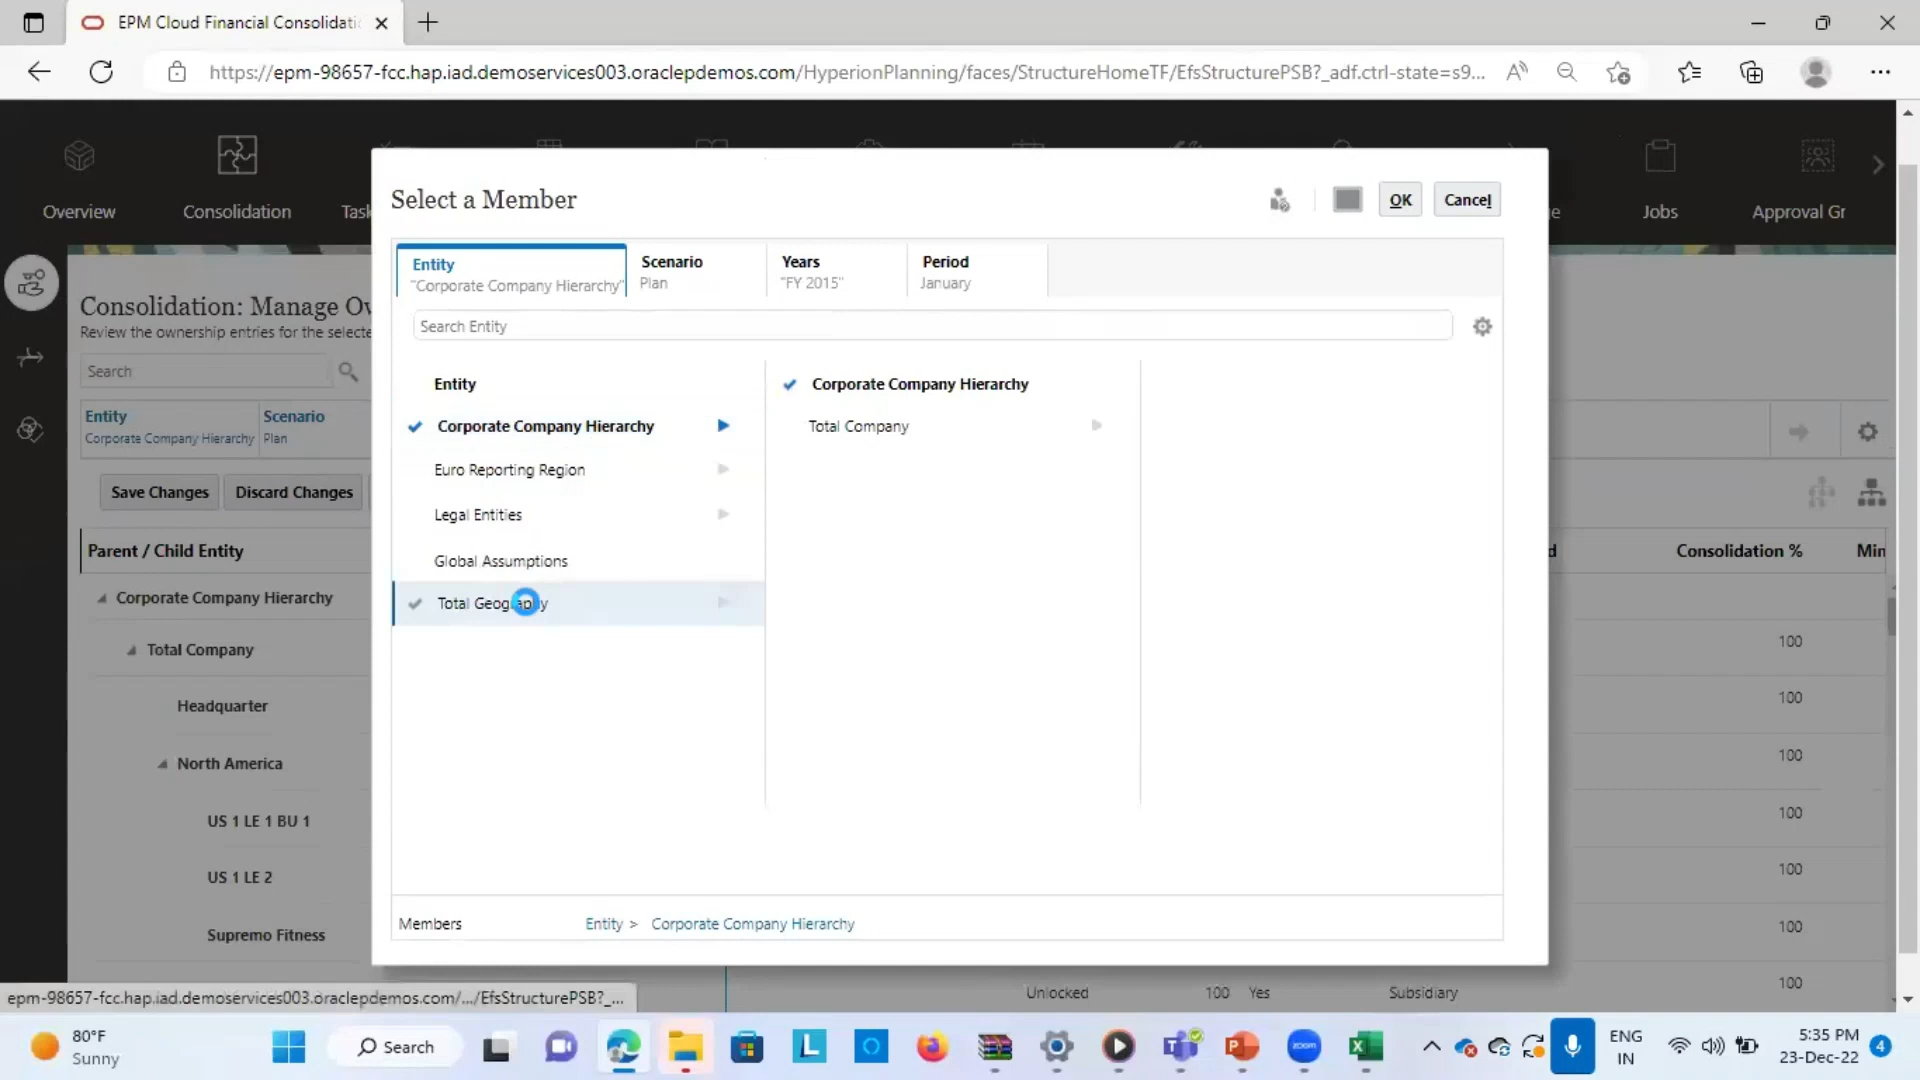 EPM Cloud Financial Consolidati
https://epm-98657-fcc.hap.iad.demoservices003.oraclepdemos.com/HyperionPlanning/faces/StructureHomeTF/EfsStructurePSB?_adf.ctrl-state=s9...
Overview
Consolidation
Task
Jobs
Approval Gr
Select a Member
OK
Cancel
Entity
"Corporate Company Hierarchy"
Scenario
Plan
Years
"FY 2015"
Period
January
Search Entity
Entity
Corporate Company Hierarchy
Euro Reporting Region
Legal Entities
Global Assumptions
Total Geography
Corporate Company Hierarchy
Total Company
Members
Entity >
Corporate Company Hierarchy
Consolidation: Manage Ow
Review the ownership entries for the selecte
Search
Entity
Corporate Company Hierarchy
Scenario
Plan
Save Changes
Discard Changes
Parent / Child Entity
d
Consolidation %
Min
Corporate Company Hierarchy
Total Company
100
Headquarter
100
North America
100
US 1 LE 1 BU 1
100
US 1 LE 2
100
Supremo Fitness
100
Unlocked
100
Yes
Subsidiary
100
epm-98657-fcc.hap.iad.demoservices003.oraclepdemos.com/.../EfsStructurePSB?_...
80°F
Sunny
Search
zoom
ENG
IN
5:35 PM
23-Dec-22
4